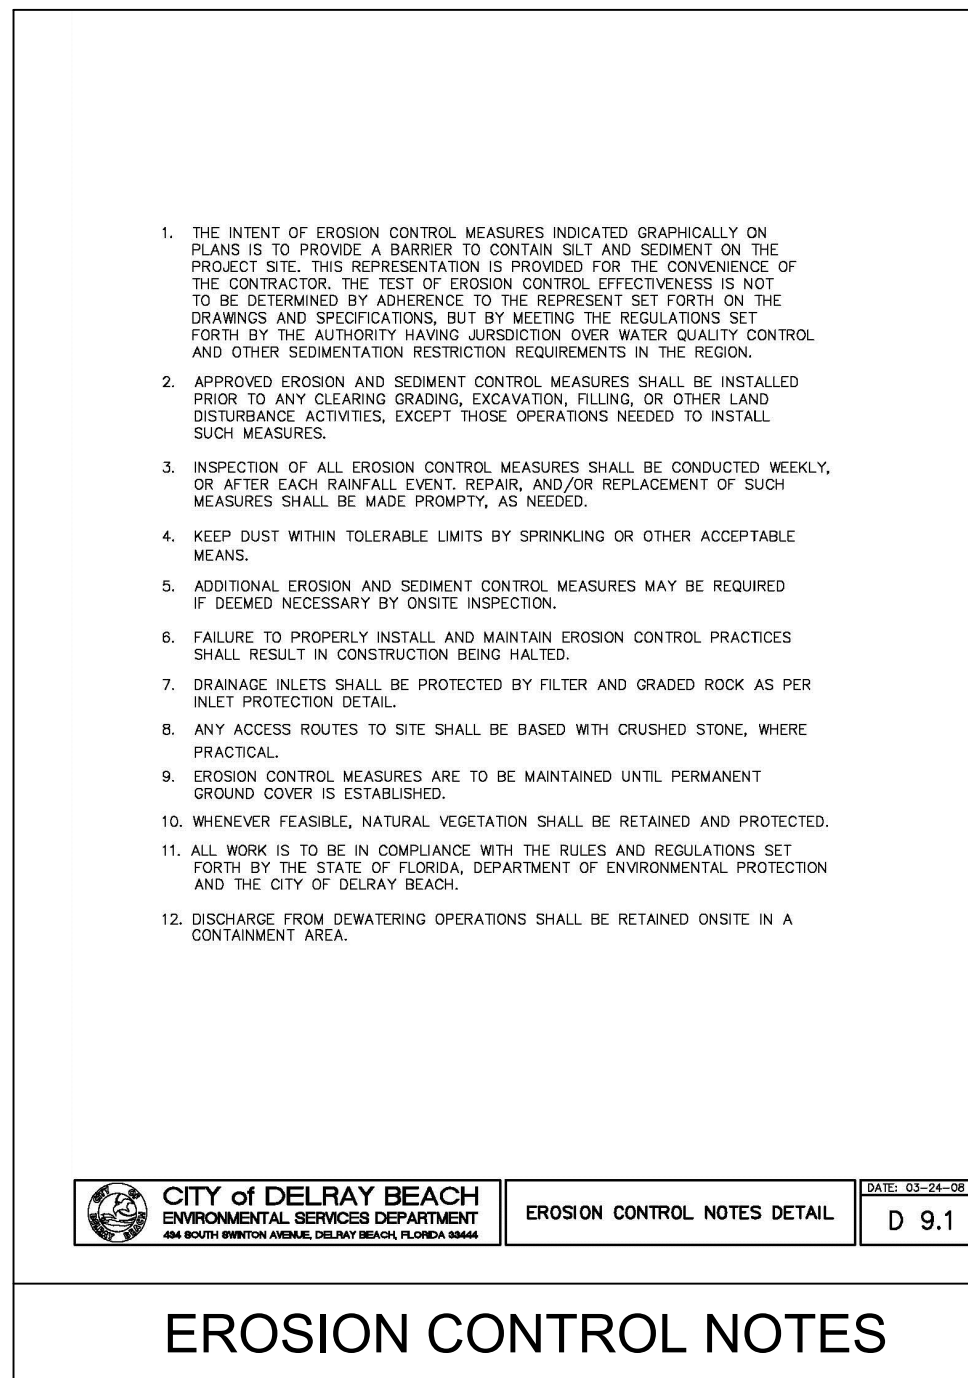 1. THE INTENT OF EROSION CONTROL MEASURES INDICATED GRAPHICALLY ON
PLANS IS TO PROVIDE A BARRIER TO CONTAIN SILT AND SEDIMENT ON THE
PROJECT SITE. THIS REPRESENTATION IS PROVIDED FOR THE CONVENIENCE OF
THE CONTRACTOR. THE TEST OF EROSION CONTROL EFFECTIVENESS IS NOT
TO BE DETERMINED BY ADHERENCE TO THE REPRESENT SET FORTH ON THE
DRAWINGS AND SPECIFICATIONS, BUT BY MEETING THE REGULATIONS SET
FORTH BY THE AUTHORITY HAVING JURSDICTION OVER WATER QUALITY CONTROL
AND OTHER SEDIMENTATION RESTRICTION REQUIREMENTS IN THE REGION.
2. APPROVED EROSION AND SEDIMENT CONTROL MEASURES SHALL BE INSTALLED
PRIOR TO ANY CLEARING GRADING, EXCAVATION, FILLING, OR OTHER LAND
DISTURBANCE ACTIVITIES, EXCEPT THOSE OPERATIONS NEEDED TO INSTALL
SUCH MEASURES.
3. INSPECTION OF ALL EROSION CONTROL MEASURES SHALL BE CONDUCTED WEEKLY,
OR AFTER EACH RAINFALL EVENT. REPAIR, AND/OR REPLACEMENT OF SUCH
MEASURES SHALL BE MADE PROMPTY, AS NEEDED.
4. KEEP DUST WITHIN TOLERABLE LIMITS BY SPRINKLING OR OTHER ACCEPTABLE
MEANS.
5. ADDITIONAL EROSION AND SEDIMENT CONTROL MEASURES MAY BE REQUIRED
IF DEEMED NECESSARY BY ONSITE INSPECTION.
6. FAILURE TO PROPERLY INSTALL AND MAINTAIN EROSION CONTROL PRACTICES
SHALL RESULT IN CONSTRUCTION BEING HALTED.
7. DRAINAGE INLETS SHALL BE PROTECTED BY FILTER AND GRADED ROCK AS PER
INLET PROTECTION DETAIL.
8. ANY ACCESS ROUTES TO SITE SHALL BE BASED WITH CRUSHED STONE, WHERE
PRACTICAL.
9. EROSION CONTROL MEASURES ARE TO BE MAINTAINED UNTIL PERMANENT
GROUND COVER IS ESTABLISHED.
10. WHENEVER FEASIBLE, NATURAL VEGETATION SHALL BE RETAINED AND PROTECTED.
11. ALL WORK IS TO BE IN COMPLIANCE WITH THE RULES AND REGULATIONS SET
FORTH BY THE STATE OF FLORIDA, DEPARTMENT OF ENVIRONMENTAL PROTECTION
AND THE CITY OF DELRAY BEACH.
12. DISCHARGE FROM DEWATERING OPERATIONS SHALL BE RETAINED ONSITE IN A
CONTAINMENT AREA.
CITY OF DELRAY BEACH
CITY of DELRAY BEACH
ENVIRONMENTAL SERVICES DEPARTMENT
434 SOUTH SWINTON AVENUE, DELRAY BEACH, FLORIDA 33444
EROSION CONTROL NOTES DETAIL
DATE: 03-24-08
D 9.1
EROSION CONTROL NOTES